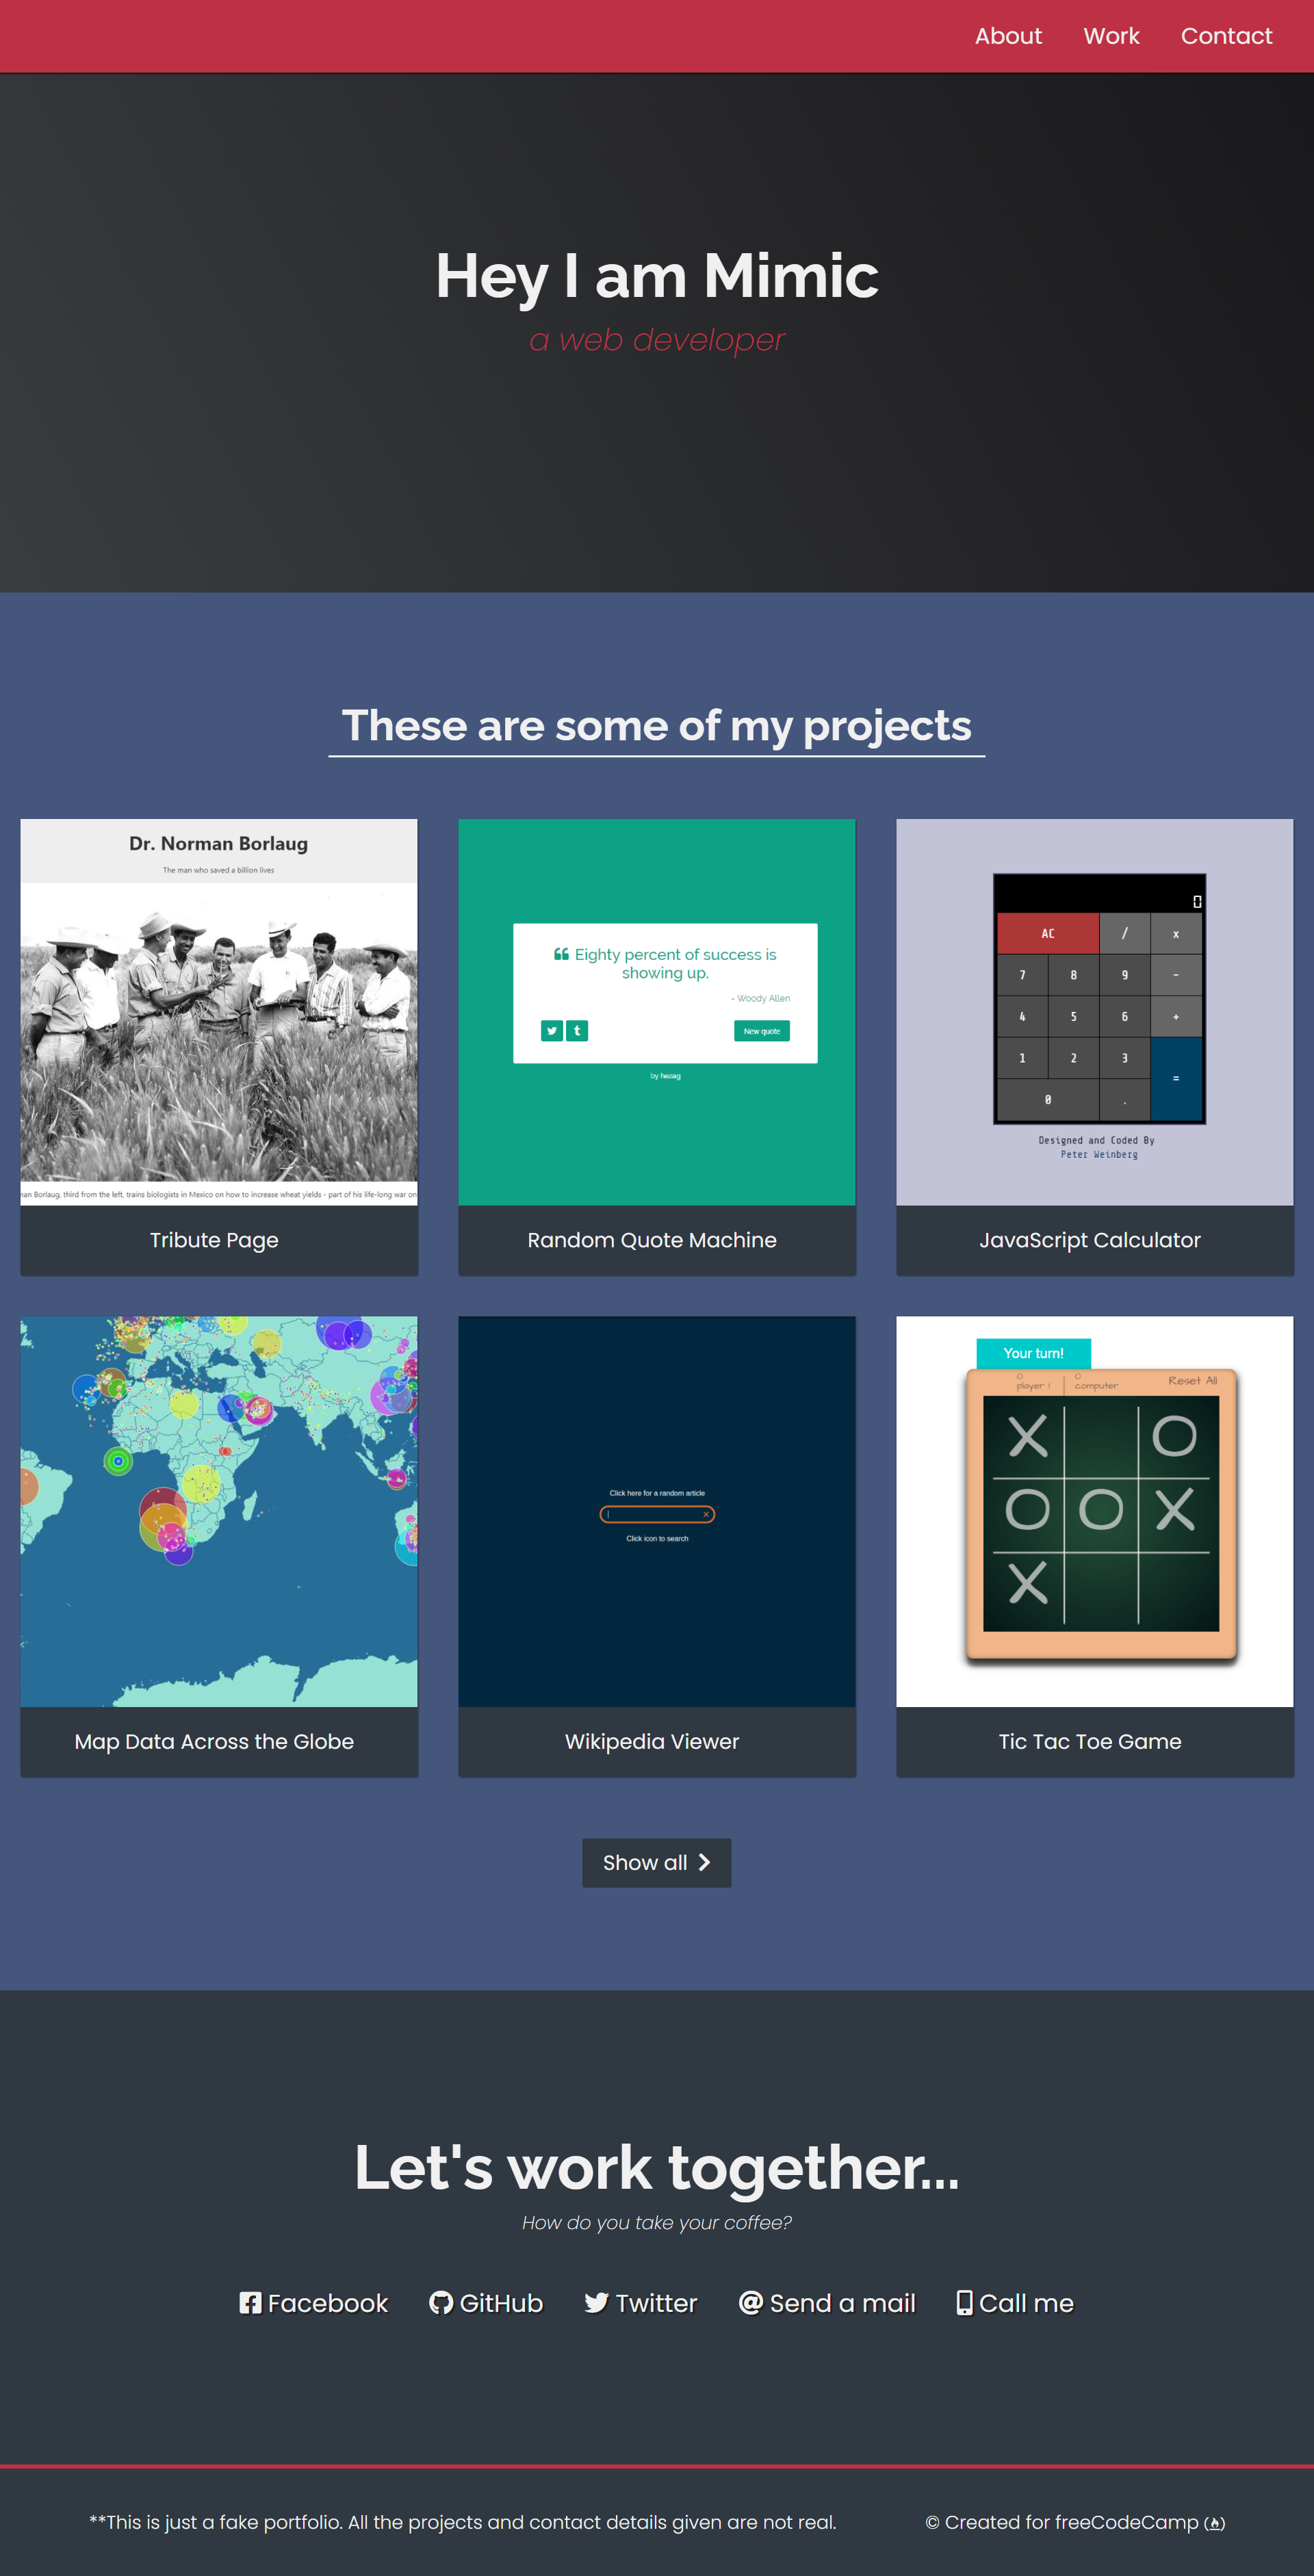 About Work Contact
Hey I am Mimic
a web developer
These are some of my projects
Dr. Norman Borlaug
The man who saved a billion lives
an Borlaug, third from the left, trains biologists in Mexico on how to increase wheat yields - part of his life-long war on
Tribute Page
Eighty percent of success is
showing up.
- Woody Allen
New quote
by hezag
Random Quote Machine
0
AC / x
7 8 9 -
4 5 6 +
1 2 3 =
0 .
Designed and Coded By
Peter Weinberg
JavaScript Calculator
Map Data Across the Globe
Click here for a random article
Click icon to search
Wikipedia Viewer
Your turn!
0 0
player 1 computer Reset All
X O
O O X
X
Tic Tac Toe Game
Show all
Let's work together...
How do you take your coffee?
Facebook GitHub Twitter @ Send a mail Call me
**This is just a fake portfolio. All the projects and contact details given are not real.
© Created for freeCodeCamp